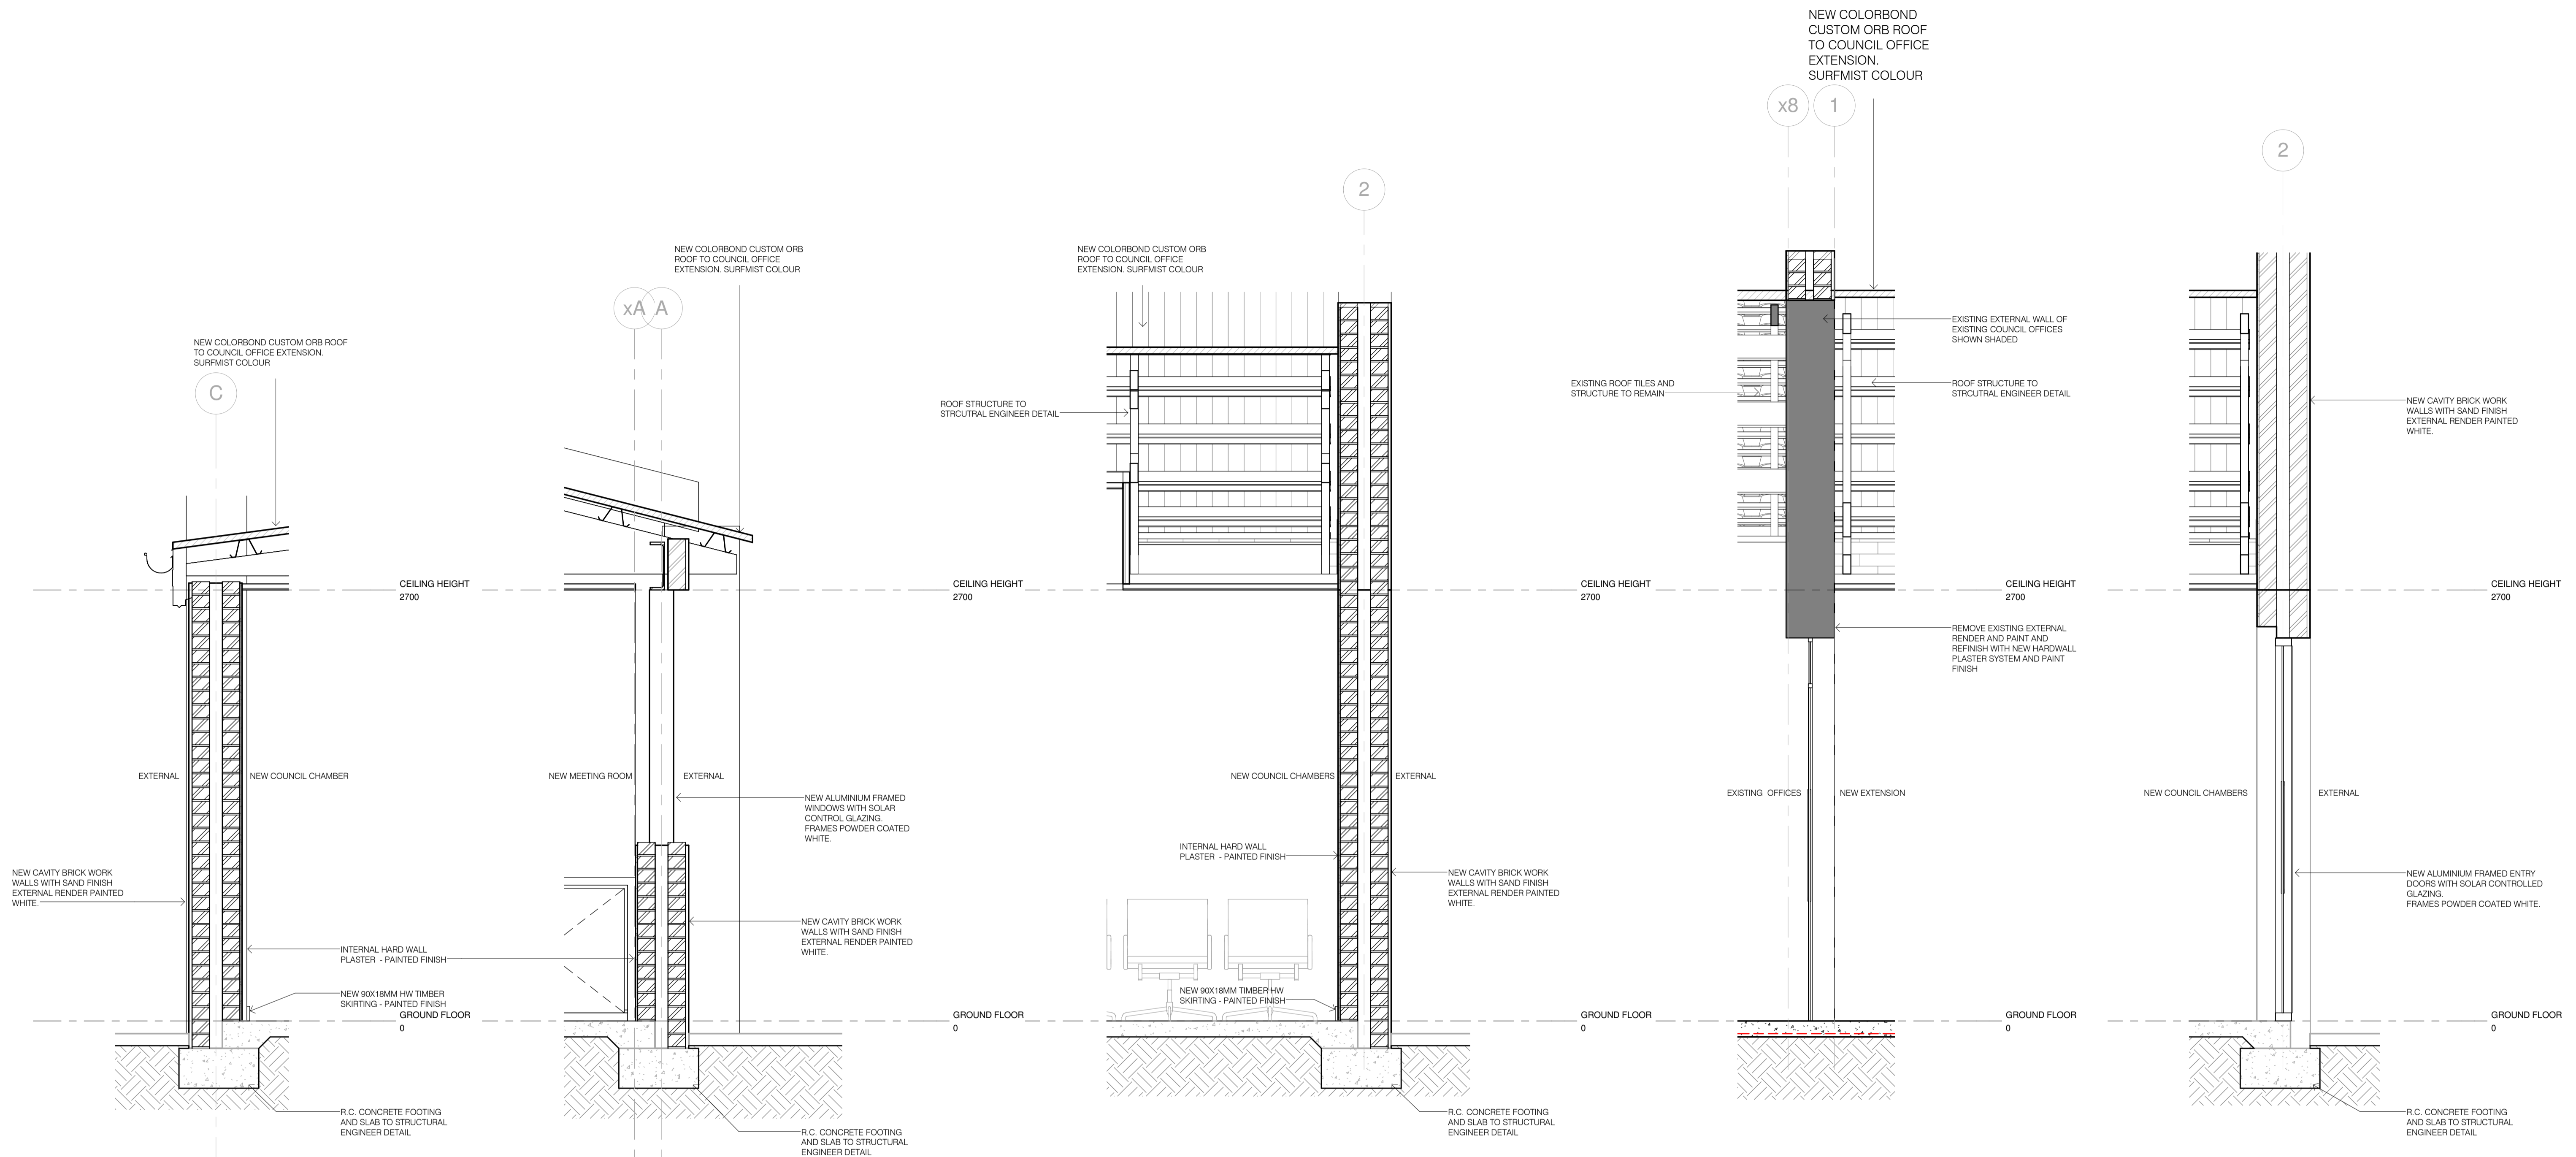 NEW COLORBOND CUSTOM ORB ROOF
TO COUNCIL OFFICE EXTENSION.
SURFMIST COLOUR
C
CEILING HEIGHT
2700
EXTERNAL
NEW COUNCIL CHAMBER
NEW CAVITY BRICK WORK
WALLS WITH SAND FINISH
EXTERNAL RENDER PAINTED
WHITE.
INTERNAL HARD WALL
PLASTER - PAINTED FINISH
NEW 90X18MM HW TIMBER
SKIRTING - PAINTED FINISH
GROUND FLOOR
0
R.C. CONCRETE FOOTING
AND SLAB TO STRUCTURAL
ENGINEER DETAIL
NEW COLORBOND CUSTOM ORB
ROOF TO COUNCIL OFFICE
EXTENSION. SURFMIST COLOUR
xA
A
CEILING HEIGHT
2700
NEW MEETING ROOM
EXTERNAL
NEW ALUMINIUM FRAMED
WINDOWS WITH SOLAR
CONTROL GLAZING.
FRAMES POWDER COATED
WHITE.
NEW CAVITY BRICK WORK
WALLS WITH SAND FINISH
EXTERNAL RENDER PAINTED
WHITE.
GROUND FLOOR
0
R.C. CONCRETE FOOTING
AND SLAB TO STRUCTURAL
ENGINEER DETAIL
2
NEW COLORBOND CUSTOM ORB
ROOF TO COUNCIL OFFICE
EXTENSION. SURFMIST COLOUR
ROOF STRUCTURE TO
STRCUTRAL ENGINEER DETAIL
CEILING HEIGHT
2700
NEW COUNCIL CHAMBERS
EXTERNAL
INTERNAL HARD WALL
PLASTER - PAINTED FINISH
NEW CAVITY BRICK WORK
WALLS WITH SAND FINISH
EXTERNAL RENDER PAINTED
WHITE.
NEW 90X18MM TIMBER HW
SKIRTING - PAINTED FINISH
GROUND FLOOR
0
R.C. CONCRETE FOOTING
AND SLAB TO STRUCTURAL
ENGINEER DETAIL
NEW COLORBOND
CUSTOM ORB ROOF
TO COUNCIL OFFICE
EXTENSION.
SURFMIST COLOUR
x8
1
EXISTING EXTERNAL WALL OF
EXISTING COUNCIL OFFICES
SHOWN SHADED
EXISTING ROOF TILES AND
STRUCTURE TO REMAIN
ROOF STRUCTURE TO
STRCUTRAL ENGINEER DETAIL
CEILING HEIGHT
2700
REMOVE EXISTING EXTERNAL
RENDER AND PAINT AND
REFINISH WITH NEW HARDWALL
PLASTER SYSTEM AND PAINT
FINISH
EXISTING OFFICES
NEW EXTENSION
GROUND FLOOR
0
2
NEW CAVITY BRICK WORK
WALLS WITH SAND FINISH
EXTERNAL RENDER PAINTED
WHITE.
CEILING HEIGHT
2700
NEW COUNCIL CHAMBERS
EXTERNAL
NEW ALUMINIUM FRAMED ENTRY
DOORS WITH SOLAR CONTROLLED
GLAZING.
FRAMES POWDER COATED WHITE.
GROUND FLOOR
0
R.C. CONCRETE FOOTING
AND SLAB TO STRUCTURAL
ENGINEER DETAIL